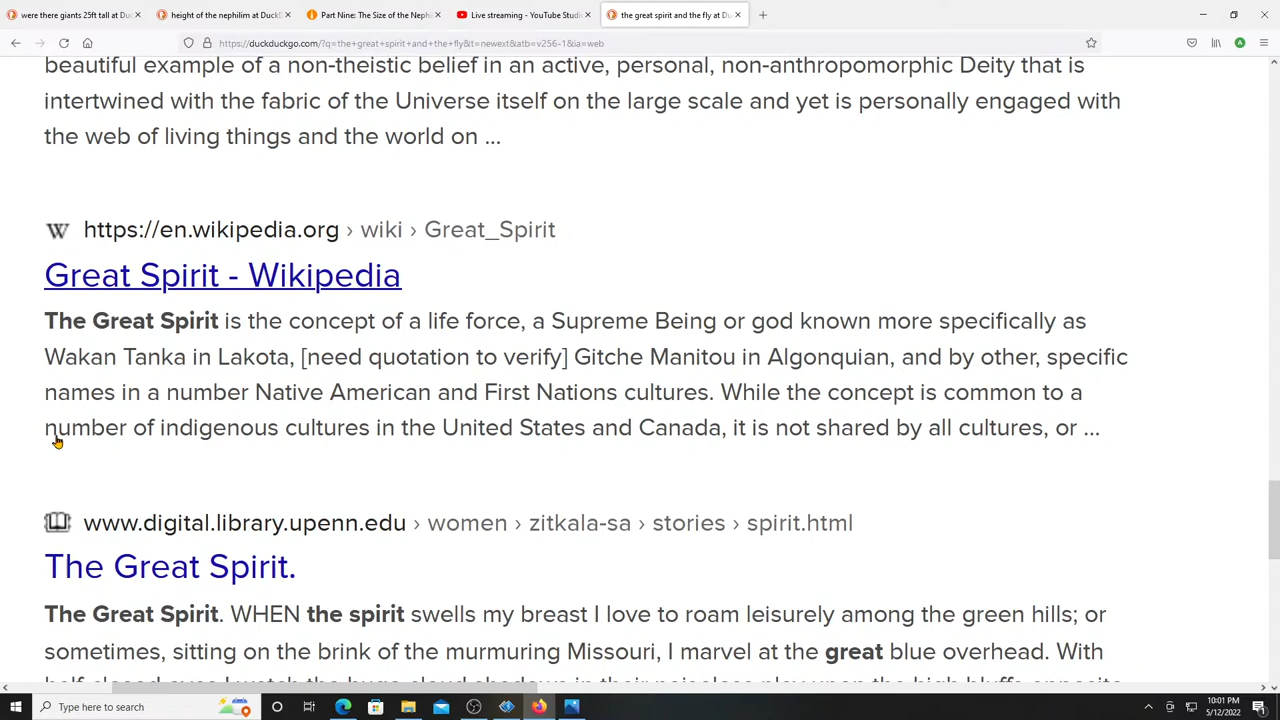 were there giants 25ft tall at Duck
height of the nephilim at DuckD
Part Nine: The Size of the Neph
Live streaming - YouTube Studi
the great spirit and the fly at Du
https://duckduckgo.com/?q=the+great+spirit+and+the+fly&t=newext&atb=v256-1&ia=web
beautiful example of a non-theistic belief in an active, personal, non-anthropomorphic Deity that is
intertwined with the fabric of the Universe itself on the large scale and yet is personally engaged with
the web of living things and the world on ...
W https://en.wikipedia.org › wiki › Great_Spirit
Great Spirit - Wikipedia
The Great Spirit is the concept of a life force, a Supreme Being or god known more specifically as
Wakan Tanka in Lakota, [need quotation to verify] Gitche Manitou in Algonquian, and by other, specific
names in a number Native American and First Nations cultures. While the concept is common to a
number of indigenous cultures in the United States and Canada, it is not shared by all cultures, or ...
www.digital.library.upenn.edu › women › zitkala-sa › stories › spirit.html
The Great Spirit.
The Great Spirit. WHEN the spirit swells my breast I love to roam leisurely among the green hills; or
sometimes, sitting on the brink of the murmuring Missouri, I marvel at the great blue overhead. With
Type here to search
10:01 PM
5/12/2022